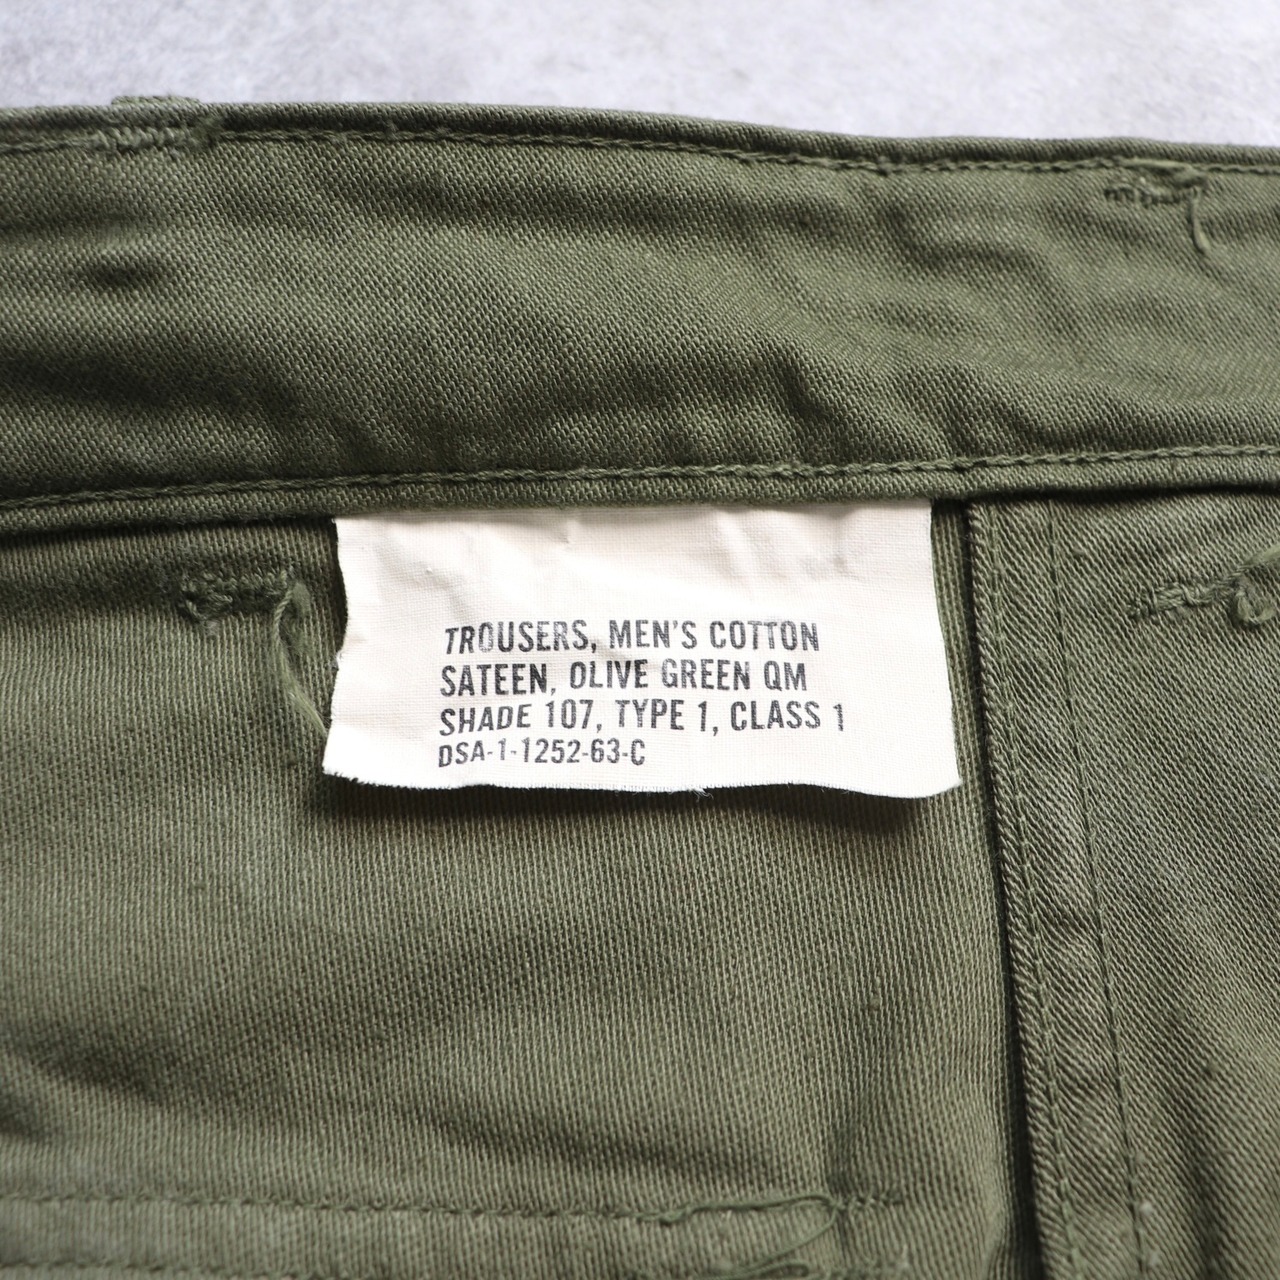 TROUSERS, MEN'S COTTON
SATEEN, OLIVE GREEN QM
SHADE 107, TYPE 1, CLASS 1
DSA-1-1252-63-C